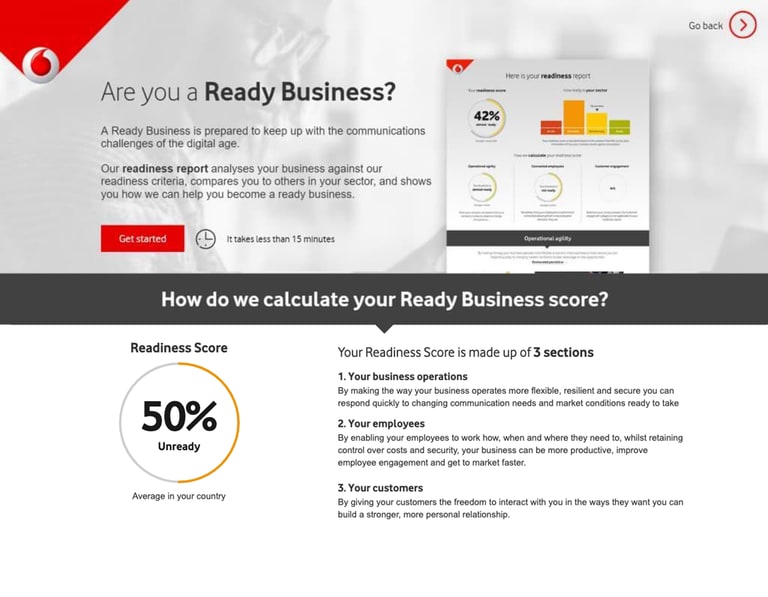 Go back
Are you a Ready Business?
A Ready Business is prepared to keep up with the communications
challenges of the digital age.
Our readiness report analyses your business against our
readiness criteria, compares you to others in your sector, and shows
you how we can help you become a ready business.
Get started
It takes less than 15 minutes
Here is your readiness report
Your readiness score
42%
almost ready
How ready is your sector
How we calculate your readiness score
Operational agility
Connected employees
Customer engagement
Operational agility
How do we calculate your Ready Business score?
Readiness Score
50%
Unready
Average in your country
Your Readiness Score is made up of 3 sections
1. Your business operations
By making the way your business operates more flexible, resilient and secure you can
respond quickly to changing communication needs and market conditions ready to take
2. Your employees
By enabling your employees to work how, when and where they need to, whilst retaining
control over costs and security, your business can be more productive, improve
employee engagement and get to market faster.
3. Your customers
By giving your customers the freedom to interact with you in the ways they want you can
build a stronger, more personal relationship.